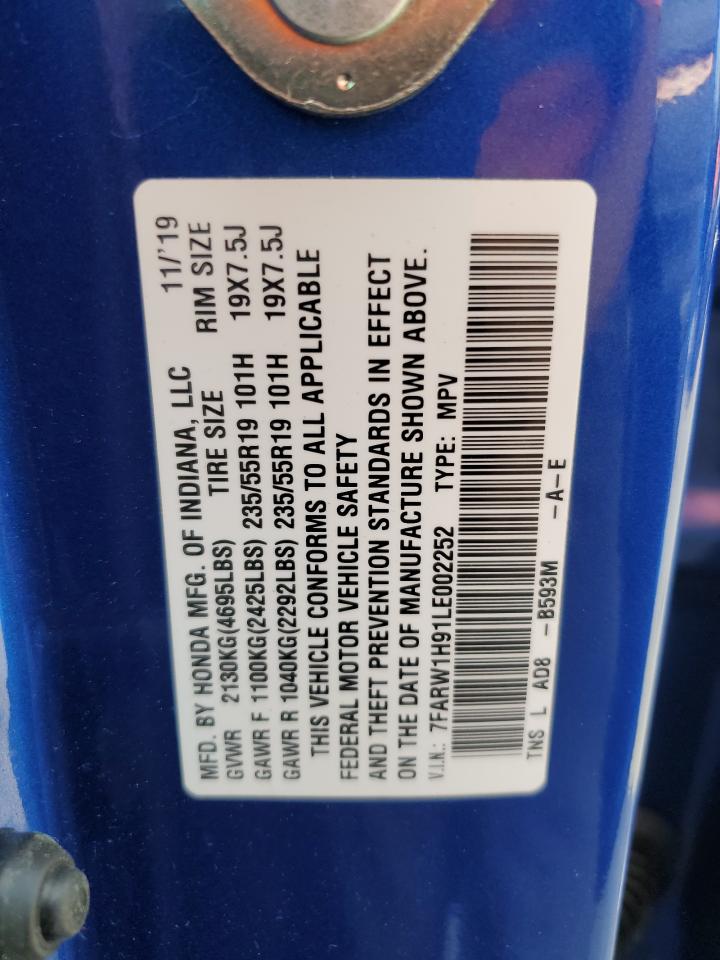 MFD. BY HONDA MFG. OF INDIANA, LLC 11/'19
GVWR 2130KG(4695LBS) TIRE SIZE RIM SIZE
GAWR F 1100KG(2425LBS) 235/55R19 101H 19X7.5J
GAWR R 1040KG(2292LBS) 235/55R19 101H 19X7.5J
THIS VEHICLE CONFORMS TO ALL APPLICABLE
FEDERAL MOTOR VEHICLE SAFETY
AND THEFT PREVENTION STANDARDS IN EFFECT
ON THE DATE OF MANUFACTURE SHOWN ABOVE.
V.I.N.: 7FARW1H91LE002252 TYPE: MPV
TNS L AD8 -B593M -A-E